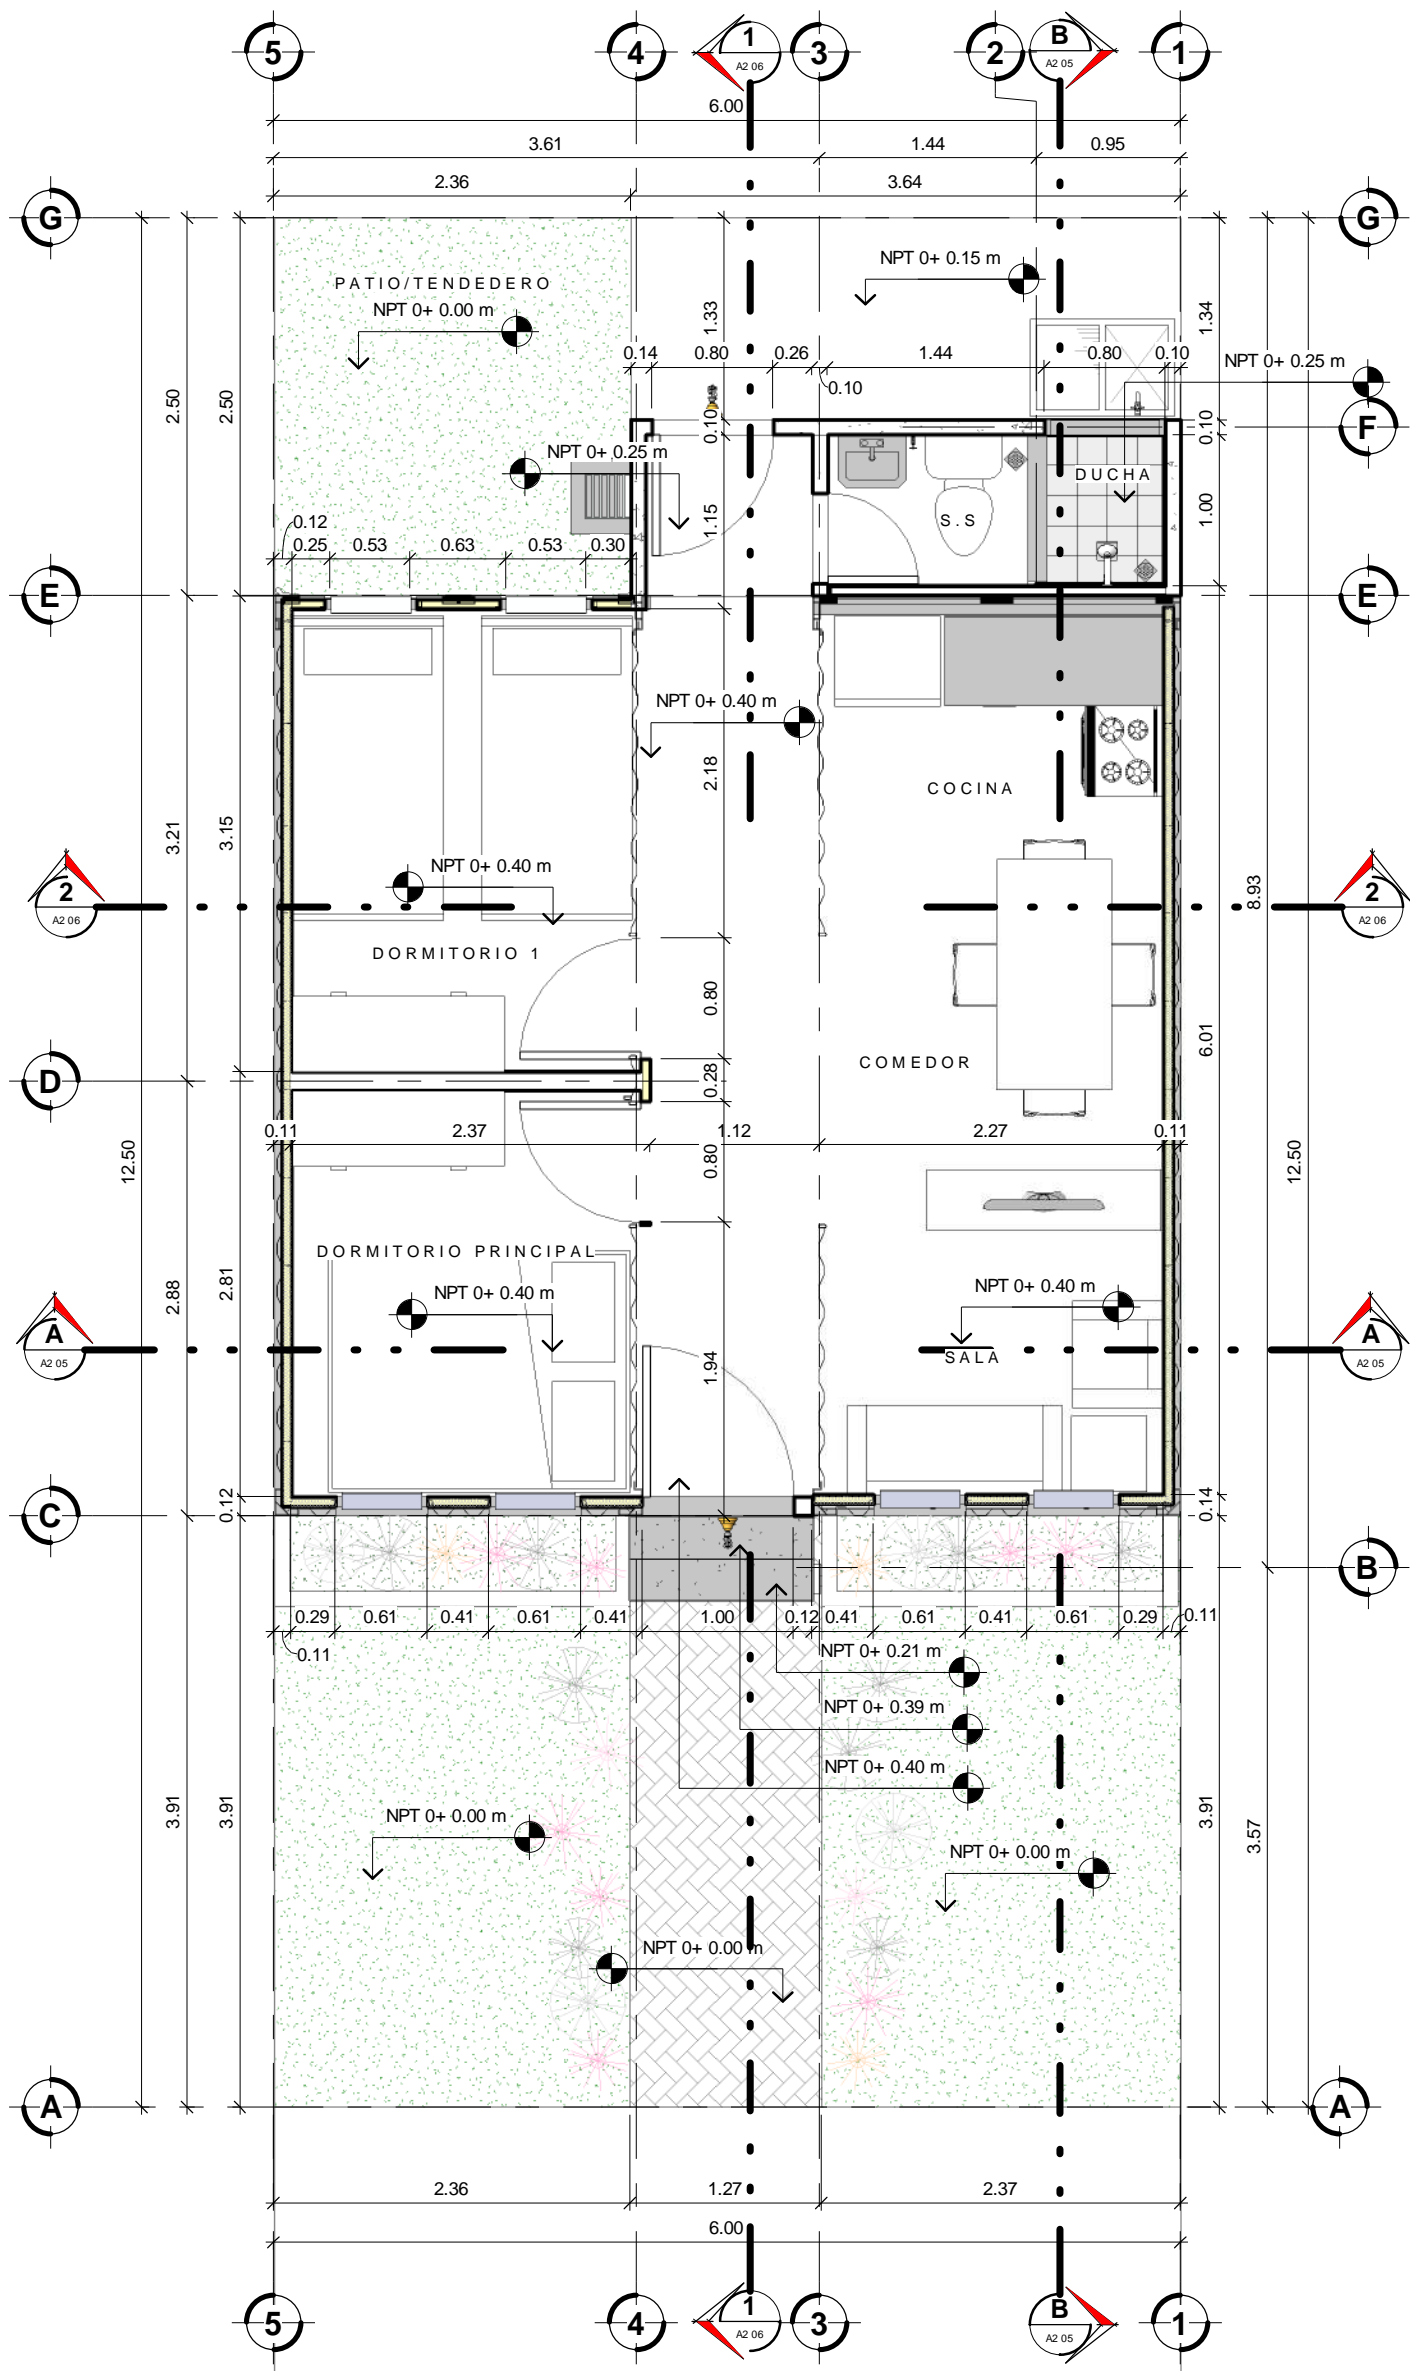 5
4
1
A2 06
3
2
B
A2 05
1
6.00
3.61
1.44
0.95
2.36
3.64
G
G
PATIO/TENDEDERO
NPT 0+ 0.00 m
NPT 0+ 0.15 m
1.33
1.34
0.14
0.80
0.26
1.44
0.80
0.10
NPT 0+ 0.25 m
0.10
2.50
2.50
0.10
0.10
F
NPT 0+ 0.25 m
DUCHA
S.S
1.15
1.00
0.12
0.25
0.53
0.63
0.53
0.30
E
E
NPT 0+ 0.40 m
2.18
COCINA
3.21
3.15
NPT 0+ 0.40 m
2
A2 06
8.93
2
A2 06
DORMITORIO 1
0.80
6.01
COMEDOR
D
0.28
0.11
2.37
1.12
2.27
0.11
12.50
0.80
12.50
DORMITORIO PRINCIPAL
2.88
2.81
NPT 0+ 0.40 m
NPT 0+ 0.40 m
A
A2 05
SALA
A
A2 05
1.94
C
0.12
0.14
B
0.29
0.61
0.41
0.61
0.41
1.00
0.12
0.41
0.61
0.41
0.61
0.29
0.11
0.11
NPT 0+ 0.21 m
NPT 0+ 0.39 m
NPT 0+ 0.40 m
3.91
3.91
NPT 0+ 0.00 m
3.91
3.57
NPT 0+ 0.00 m
NPT 0+ 0.00 m
A
A
2.36
1.27
2.37
6.00
5
4
1
A2 06
3
B
A2 05
1